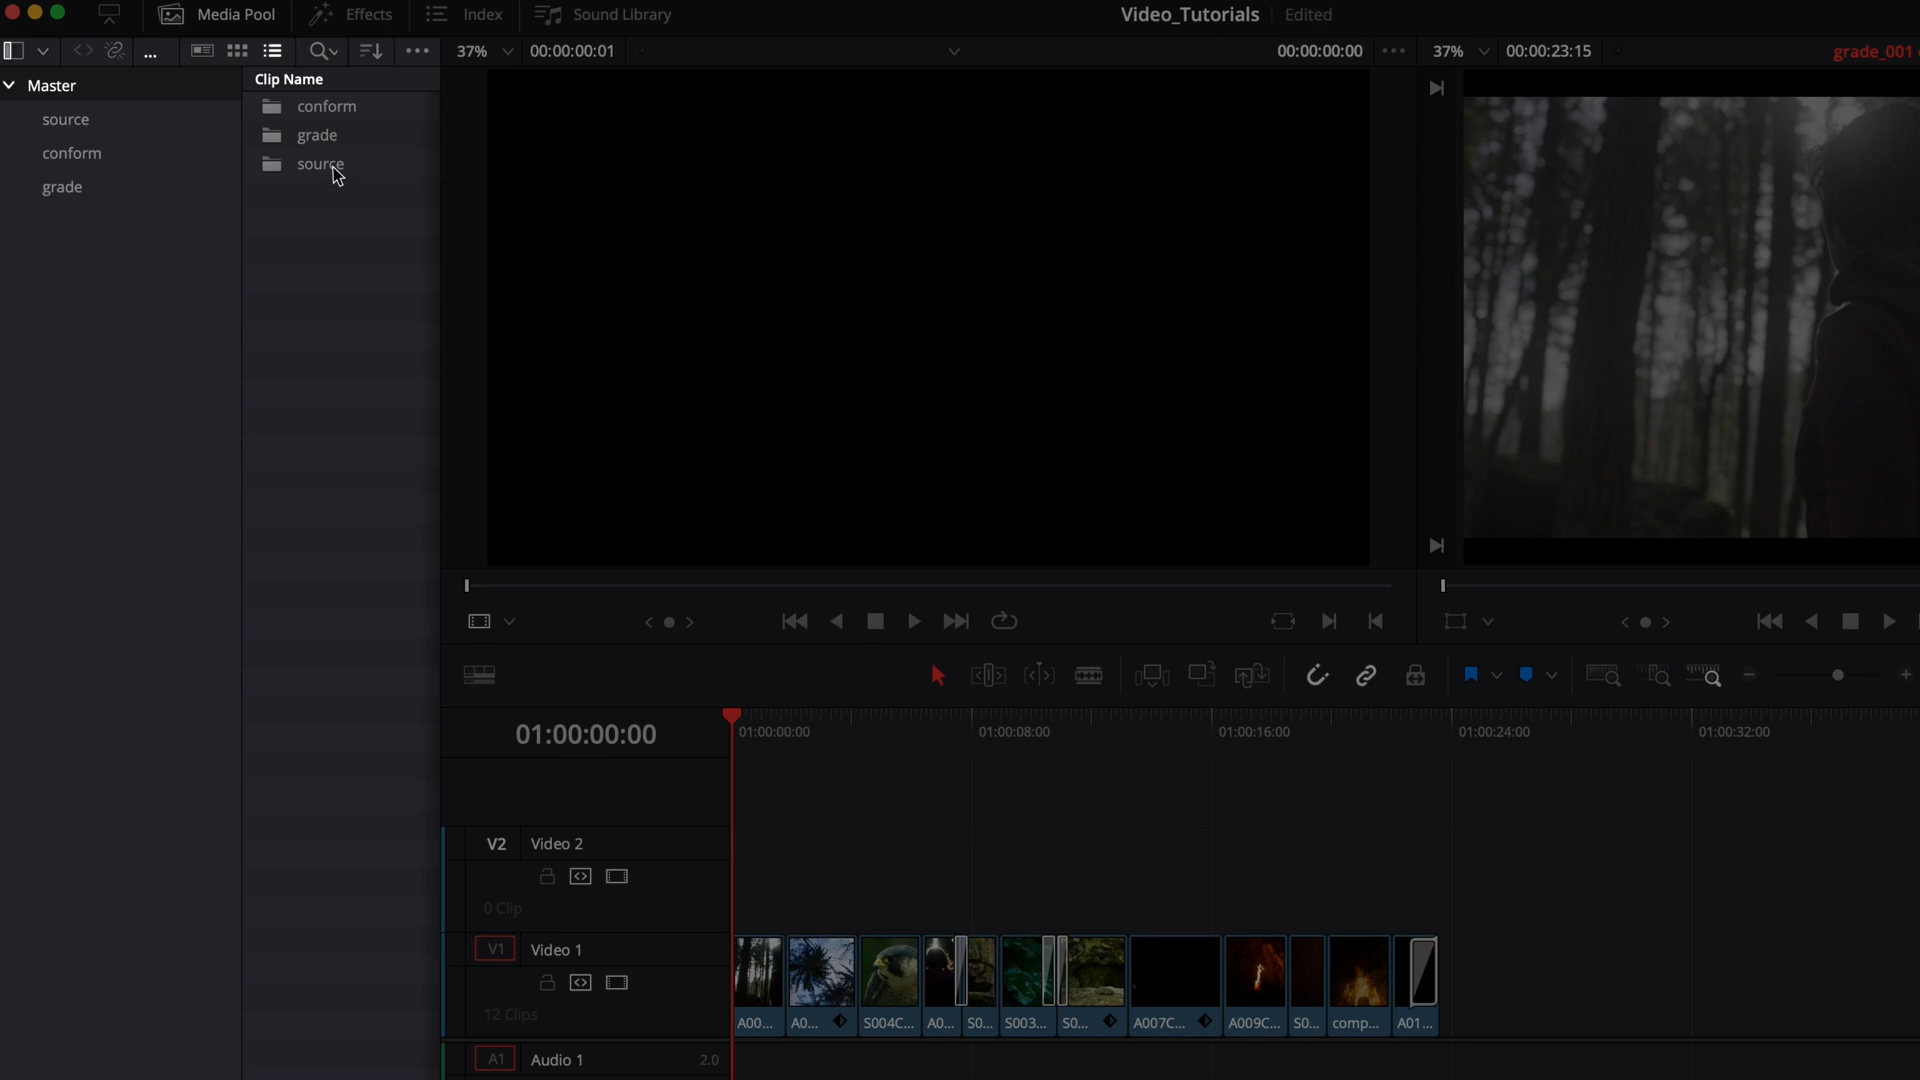 Media Pool
Effects
Index
Sound Library
Video_Tutorials
Edited
37%
00:00:00:01
00:00:00:00
37%
00:00:23:15
grade_001
Master
source
conform
grade
Clip Name
conform
grade
source
01:00:00:00
01:00:00:00
01:00:08:00
01:00:16:00
01:00:24:00
01:00:32:00
V2
Video 2
0 Clip
V1
Video 1
12 Clips
A00...
A0...
S004C...
A0...
S0...
S003...
S0...
A007C...
A009C...
S0...
comp...
A01...
A1
Audio 1
2.0